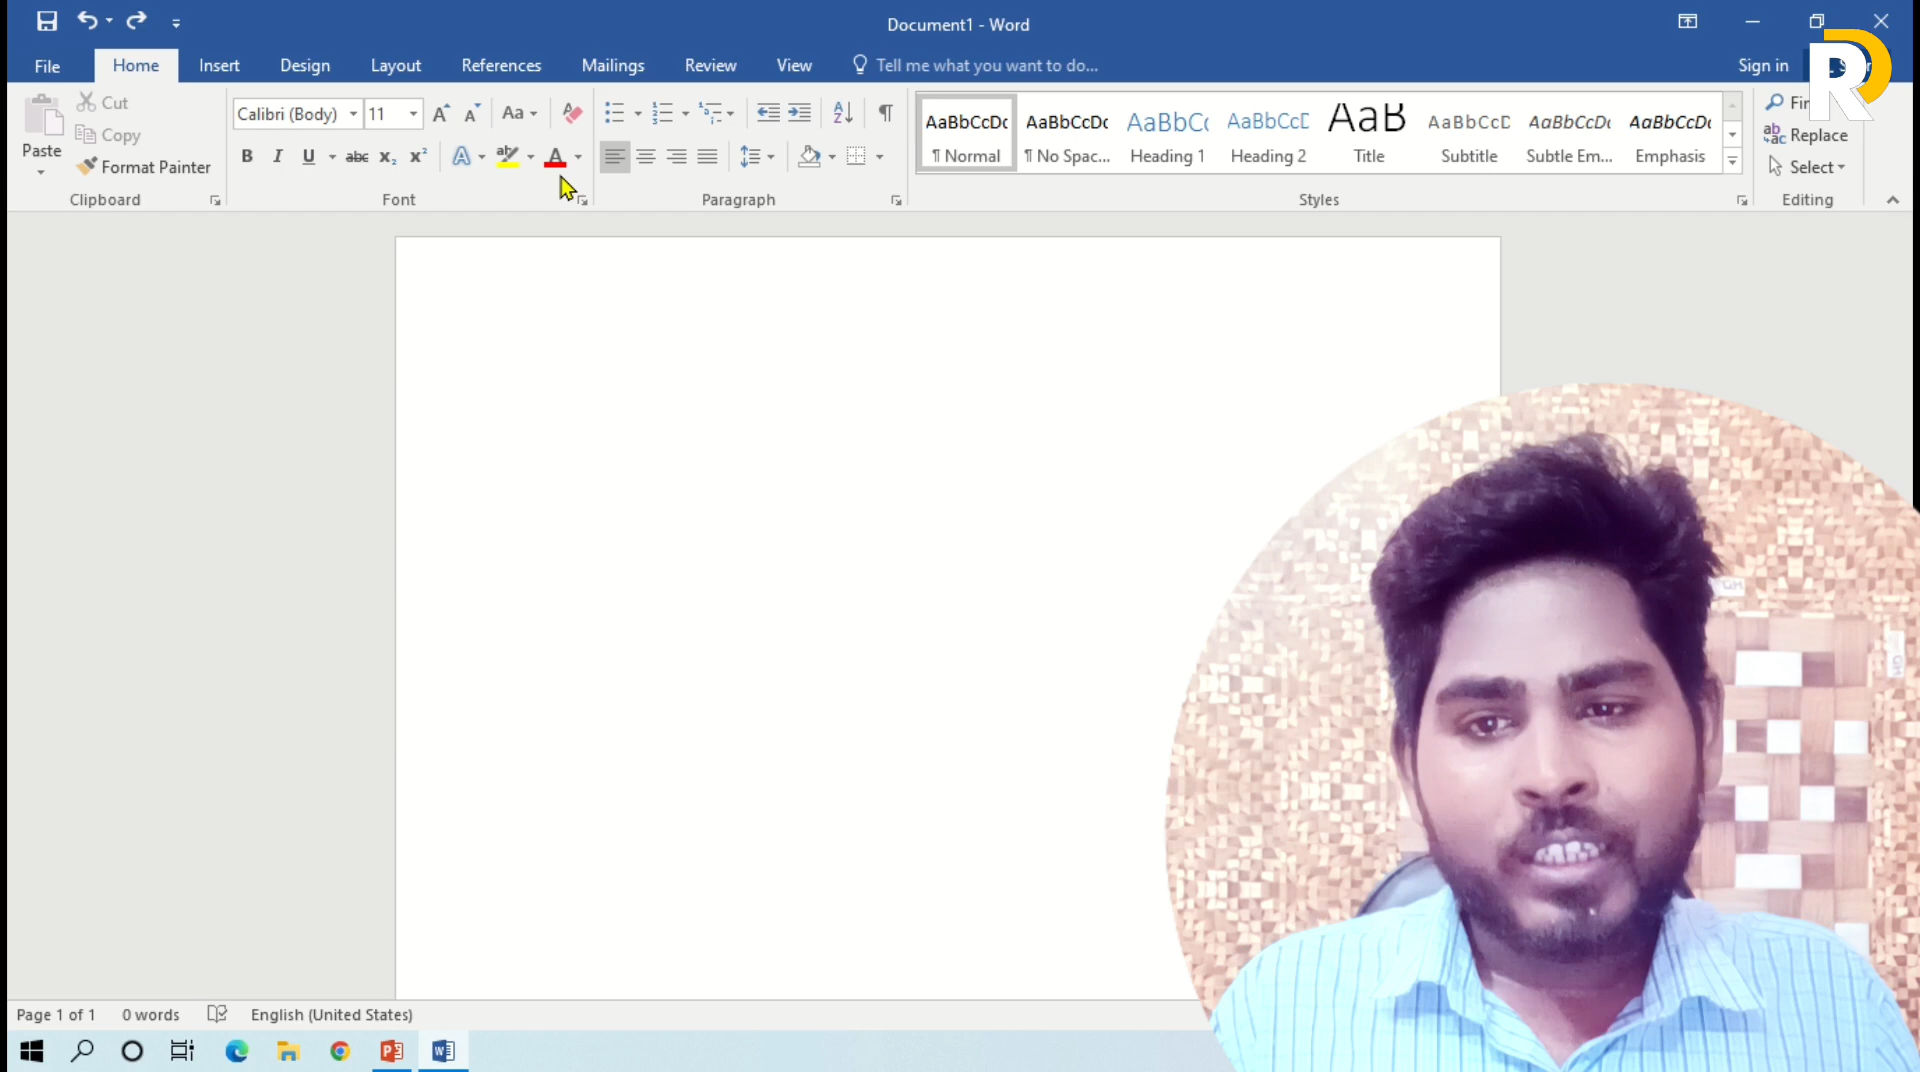 Document1 - Word
File Home Insert Design Layout References Mailings Review View Tell me what you want to do... Sign in
Cut
Copy
Format Painter
Paste
Clipboard
Calibri (Body) 11 Aa
B I U abc X₂ X² A ab A
Font
Paragraph
AaBbCcDc AaBbCcDc AaBbCc AaBbCcD AaB AaBbCcD AaBbCcDc AaBbCcDc
¶ Normal ¶ No Spac... Heading 1 Heading 2 Title Subtitle Subtle Em... Emphasis
Styles
Replace
Select
Editing
Page 1 of 1 0 words English (United States)